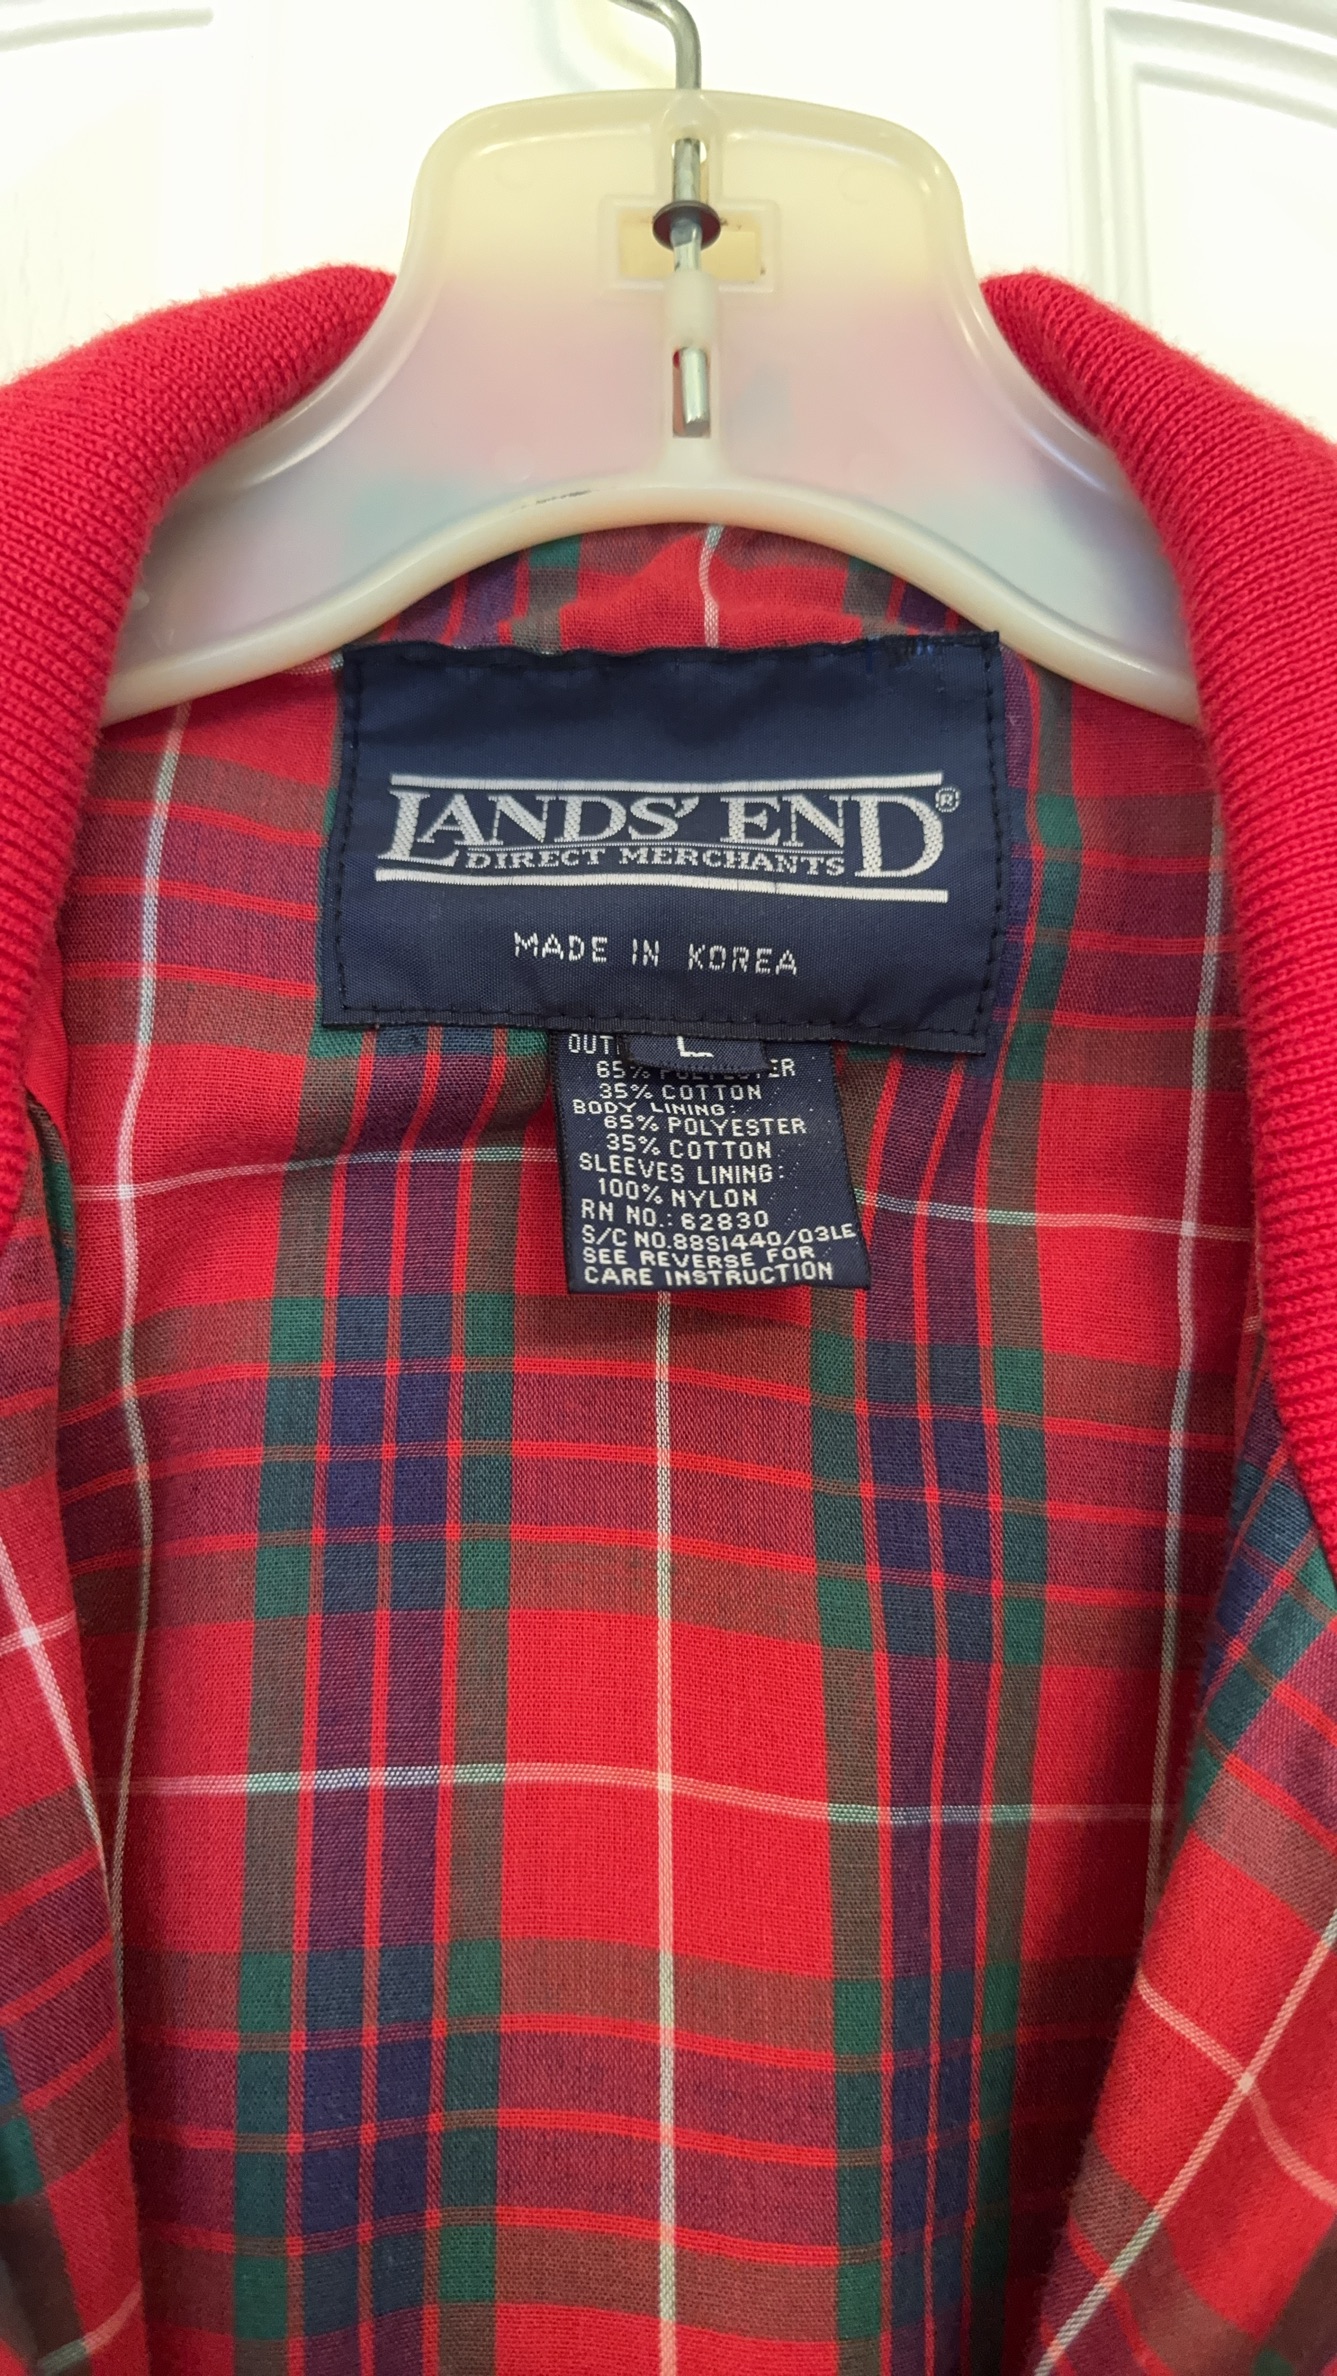 LANDS' END®
DIRECT MERCHANTS
MADE IN KOREA
L
65%
35% COTTON
BODY LINING:
65% POLYESTER
35% COTTON
SLEEVES LINING:
100% NYLON
RN NO.: 62830
S/C NO.88S1440/03LE
SEE REVERSE FOR
CARE INSTRUCTION